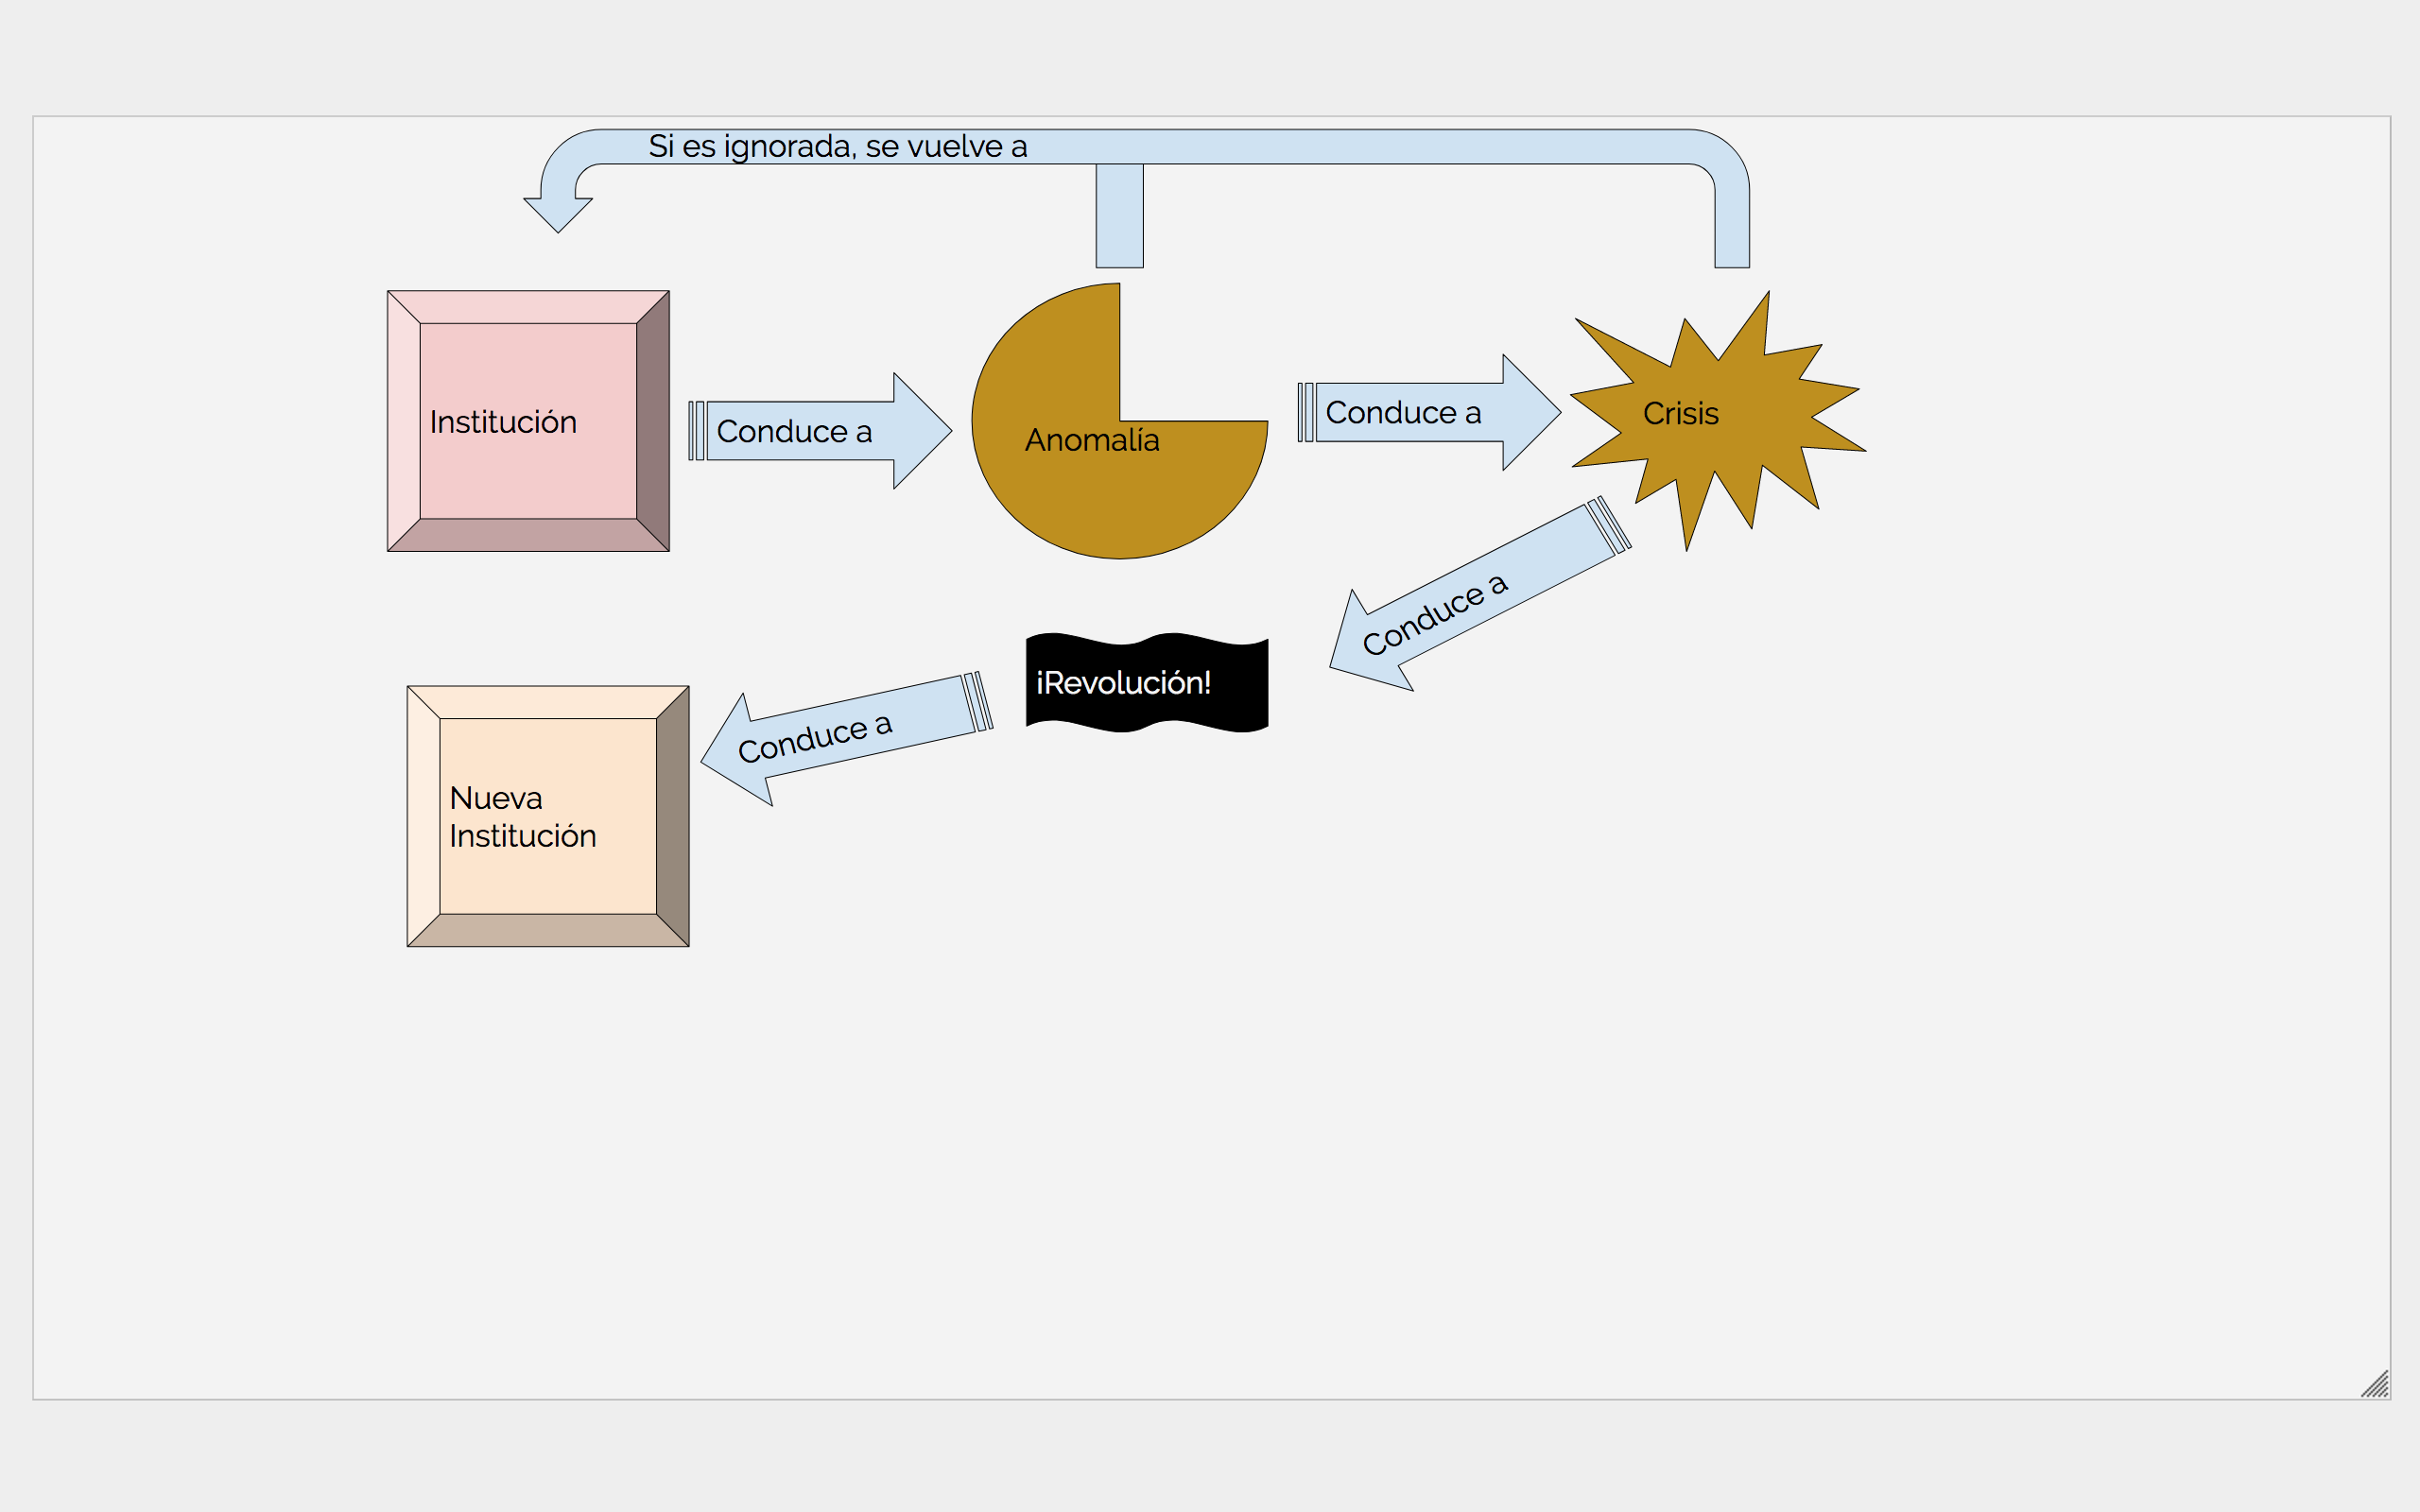 Si es ignorada, se vuelve a
Institución
Conduce a
Anomalía
Conduce a
Crisis
Conduce a
¡Revolución!
Conduce a
Nueva
Institución